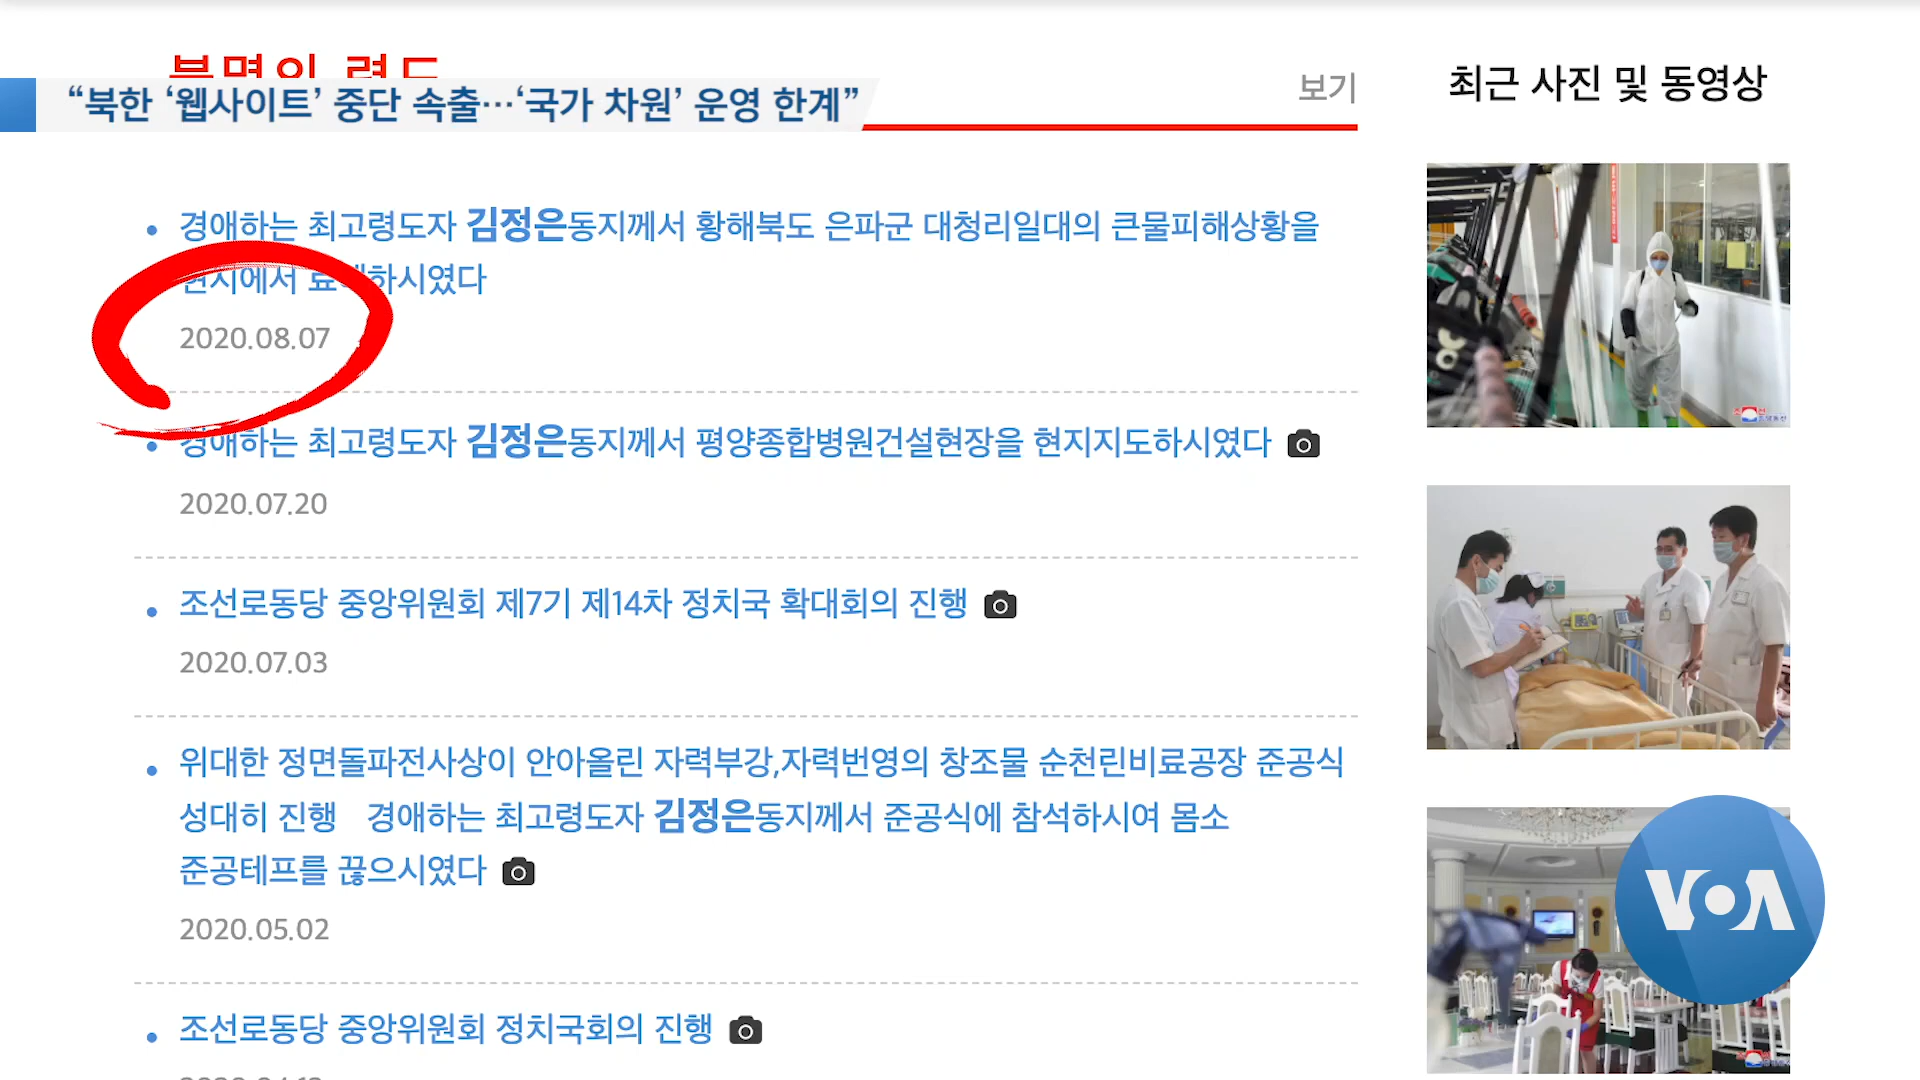 불멸의 령도
“북한 ‘웹사이트’ 중단 속출…‘국가 차원’ 운영 한계”
보기
최근 사진 및 동영상
경애하는 최고령도자 김정은동지께서 황해북도 은파군 대청리일대의 큰물피해상황을
현지에서 료해하시였다
2020.08.07
경애하는 최고령도자 김정은동지께서 평양종합병원건설현장을 현지지도하시였다
2020.07.20
조선로동당 중앙위원회 제7기 제14차 정치국 확대회의 진행
2020.07.03
위대한 정면돌파전사상이 안아올린 자력부강,자력번영의 창조물 순천린비료공장 준공식
성대히 진행 경애하는 최고령도자 김정은동지께서 준공식에 참석하시여 몸소
준공테프를 끊으시였다
2020.05.02
조선로동당 중앙위원회 정치국회의 진행
VOA